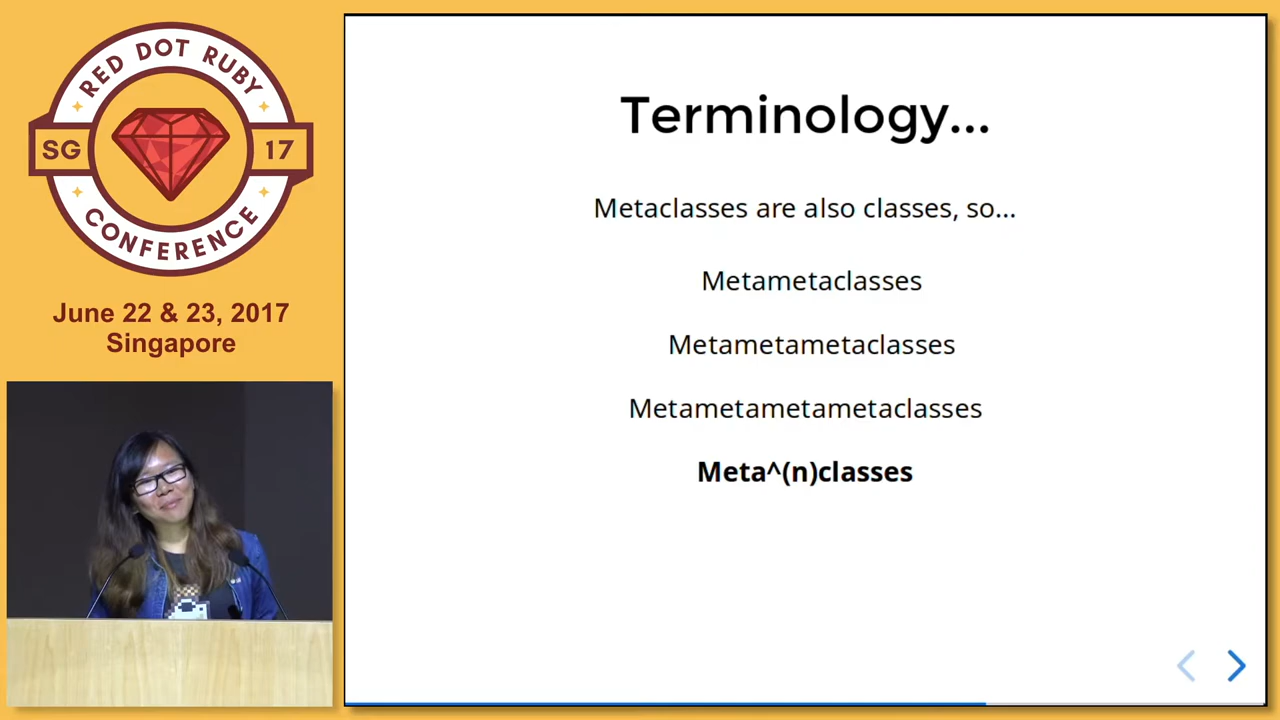 RED DOT RUBY
SG
17
CONFERENCE
June 22 & 23, 2017
Singapore
Terminology...
Metaclasses are also classes, so...
Metametaclasses
Metametametaclasses
Metametametametaclasses
Meta^(n)classes